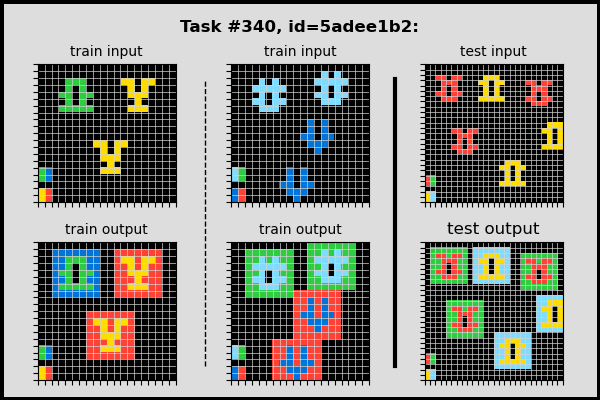 Task #340, id=5adee1b2:
train input
train input
test input
train output
train output
test output